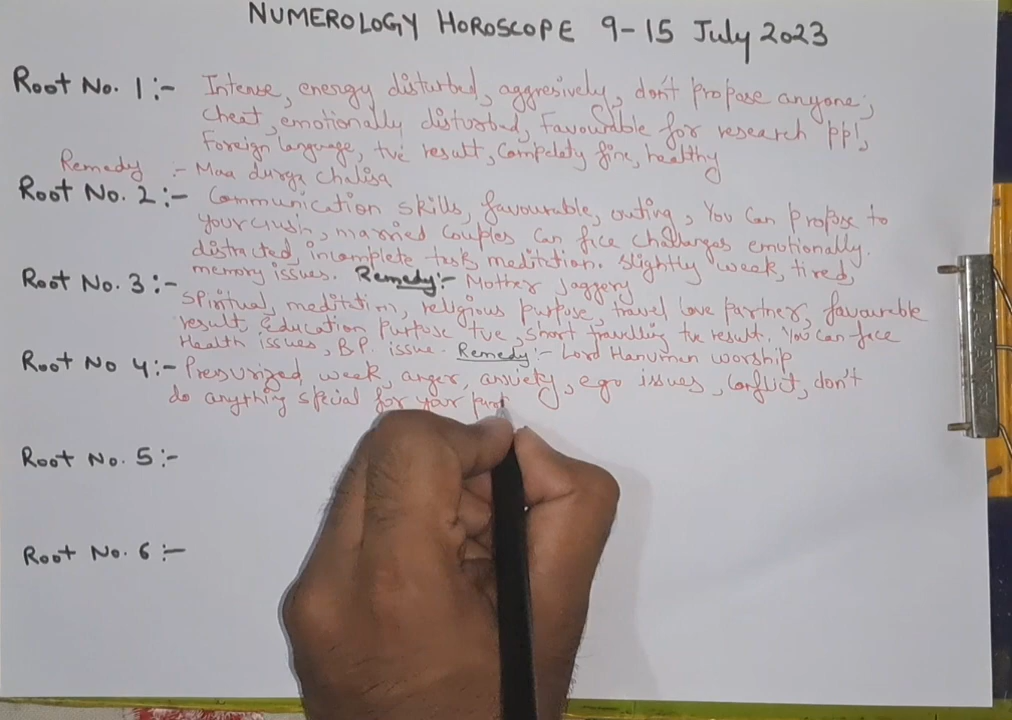 NUMEROLOGY HOROSCOPE 9-15 July 2023
Root No. 1:- Intense, energy disturbed, aggresively, don't propose anyone,
cheat, emotionally disturbed, Favourable for research ppl,
Foreign language, +ve result, Completely fine, healthy
Remedy :- Maa durga Chalisa
Root No. 2:- Communication skills, favourable, outing, You can propose to
your crush, married couples can face challanges emotionally.
distracted, incomplete task, meditation. Slightly week, tired,
memory issues. Remedy:- Mother Jaggery
Root No. 3:- Spiritual, meditation, religious purpose, travel love partner, favourable
result, education purpose +ve, short travelling +ve result. You can face
Health issues, B.P. issue. Remedy:- Lord Hanuman worship
Root No 4:- Pressurized week, anger, anxiety, ego issues, conflict, don't
do anything special for your
Root No. 5:-
Root No. 6:-